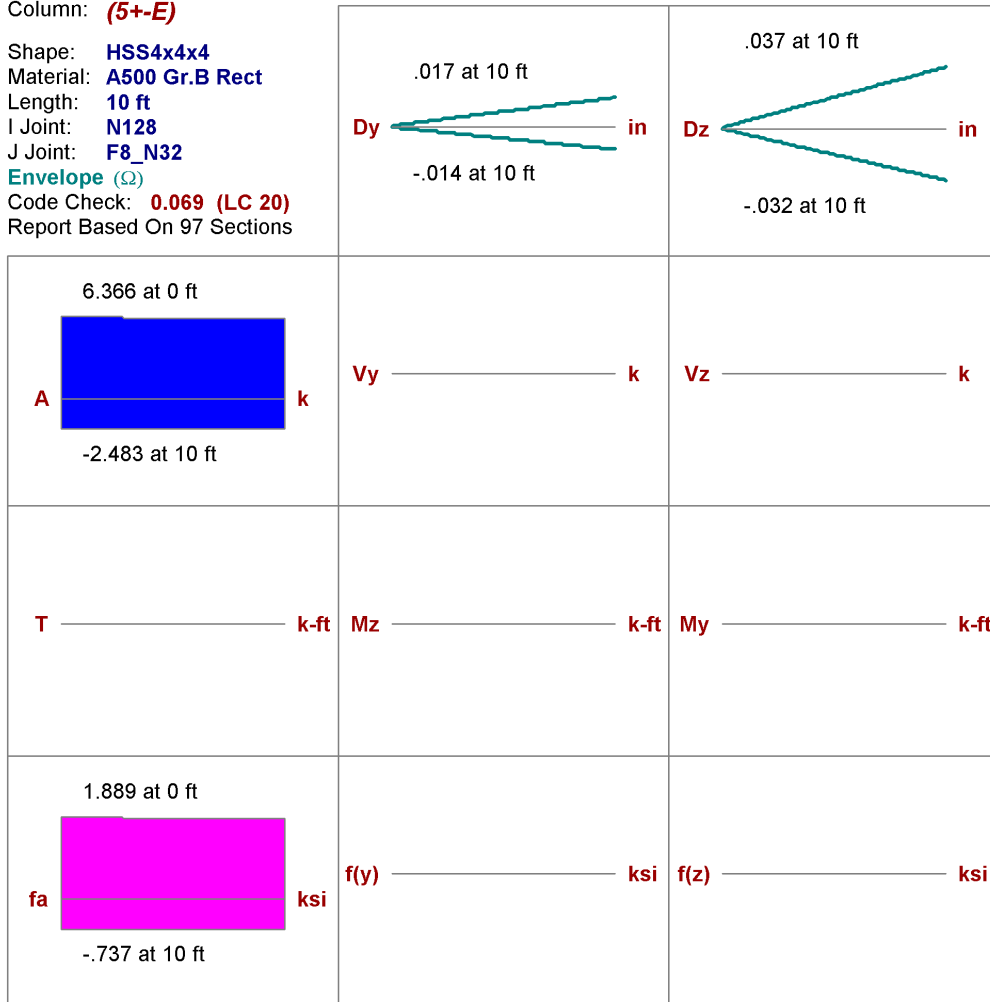 Column: (5+-E)
Shape: HSS4x4x4
Material: A500 Gr.B Rect
Length: 10 ft
I Joint: N128
J Joint: F8_N32
Envelope (Ω)
Code Check: 0.069 (LC 20)
Report Based On 97 Sections
.017 at 10 ft
Dy in
-.014 at 10 ft
.037 at 10 ft
Dz in
-.032 at 10 ft
6.366 at 0 ft
A k
-2.483 at 10 ft
Vy k
Vz k
T k-ft
Mz k-ft
My k-ft
1.889 at 0 ft
fa ksi
-.737 at 10 ft
f(y) ksi
f(z) ksi